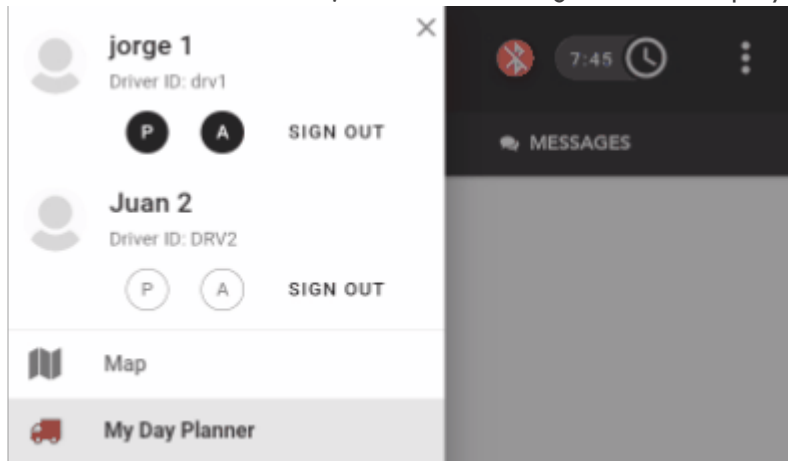 jorge 1
Driver ID: drv1
P A SIGN OUT
Juan 2
Driver ID: DRV2
P A SIGN OUT
Map
My Day Planner
7:45
MESSAGES